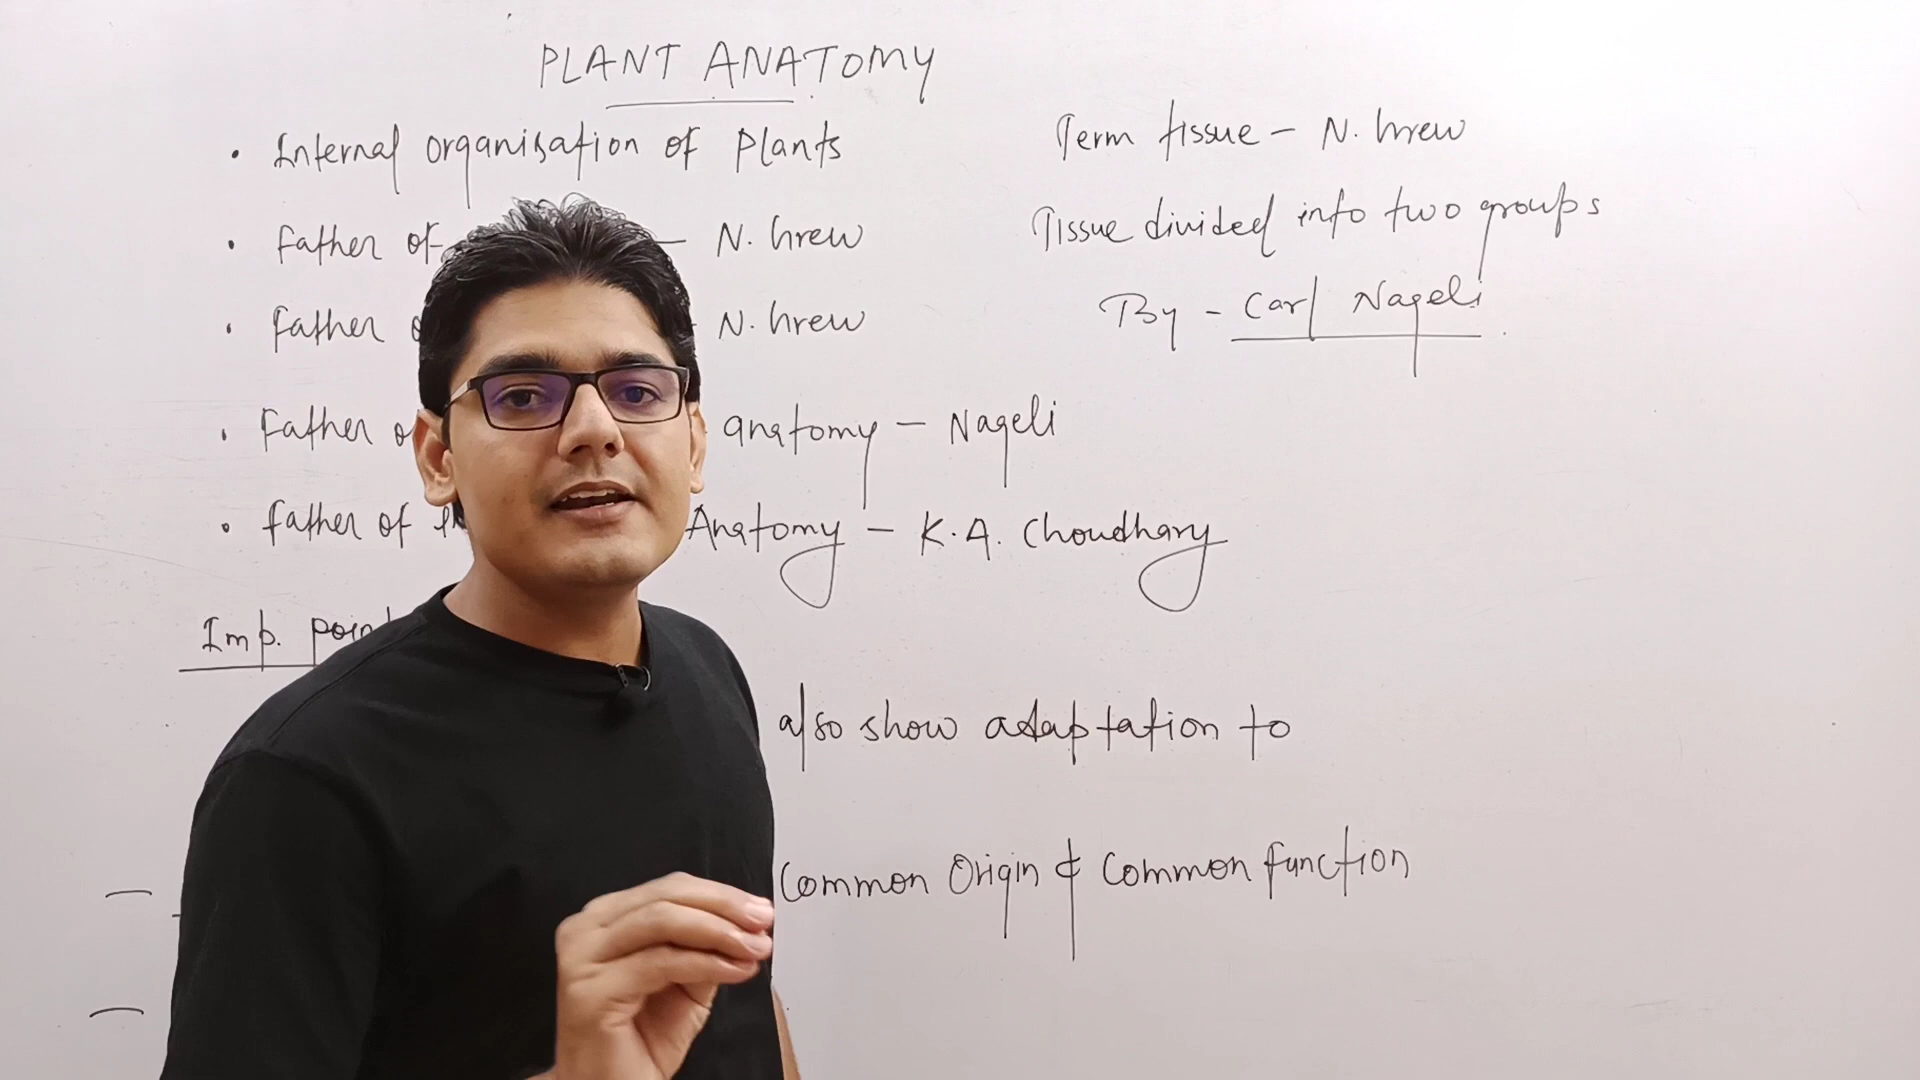 PLANT ANATOMY
• Internal organisation of Plants
• Father of — N. Grew
• Father — N. Grew
• Father anatomy — Nageli
• Father of Anatomy — K.A. Choudhary
Imp. point
also show adaptation to
Common Origin & Common function
Term tissue — N. Grew
Tissue divided into two groups
By - Carl Nageli